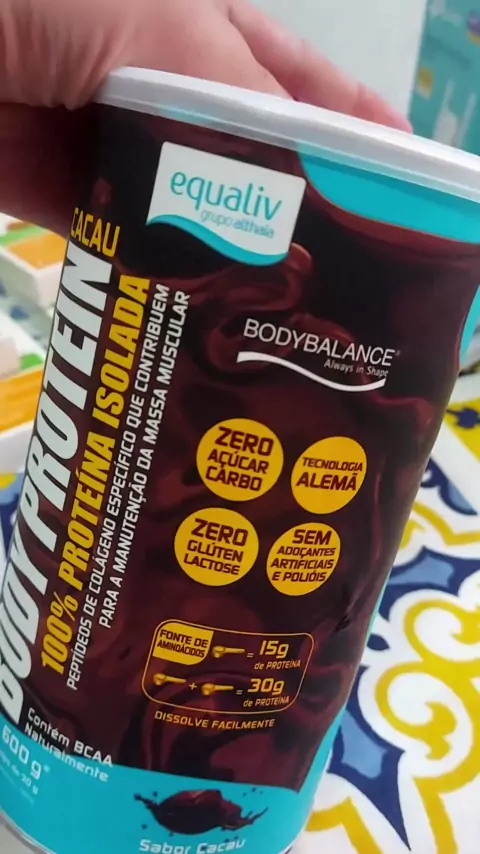 equaliv
grupo althaia
CACAU
BODY PROTEIN
100% PROTEÍNA ISOLADA
PEPTÍDEOS DE COLÁGENO ESPECÍFICO QUE CONTRIBUEM
PARA A MANUTENÇÃO DA MASSA MUSCULAR
BODYBALANCE®
Always in Shape
ZERO
AÇÚCAR
CARBO
TECNOLOGIA
ALEMÃ
ZERO
GLÚTEN
LACTOSE
SEM
ADOÇANTES
ARTIFICIAIS
E POLIÓIS
FONTE DE
AMINOÁCIDOS
= 15g
DE PROTEÍNA
+ = 30g
DE PROTEÍNA
DISSOLVE FACILMENTE
Contém BCAA
Naturalmente
600 g*
Sabor Cacau